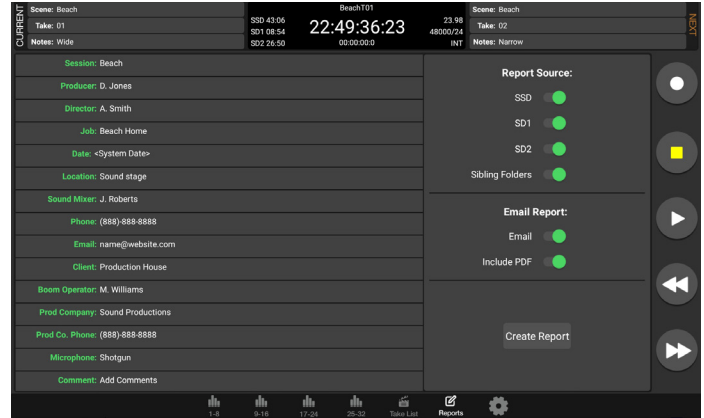 CURRENT
Scene: Beach
Take: 01
Notes: Wide
SSD 43:06
SD1 08:54
SD2 26:50
BeachT01
22:49:36:23
00:00:00:0
23.98
48000/24
INT
Scene: Beach
Take: 02
Notes: Narrow
NEXT
Session: Beach
Producer: D. Jones
Director: A. Smith
Job: Beach Home
Date: <System Date>
Location: Sound stage
Sound Mixer: J. Roberts
Phone: (888)-888-8888
Email: name@website.com
Client: Production House
Boom Operator: M. Williams
Prod Company: Sound Productions
Prod Co. Phone: (888)-888-8888
Microphone: Shotgun
Comment: Add Comments
Report Source:
SSD
SD1
SD2
Sibling Folders
Email Report:
Email
Include PDF
Create Report
1-8
9-16
17-24
25-32
Take List
Reports